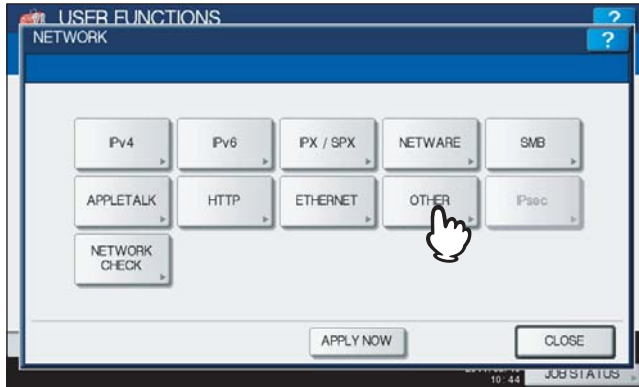 USER FUNCTIONS
?
NETWORK
?
IPv4
IPv6
IPX / SPX
NETWARE
SMB
APPLETALK
HTTP
ETHERNET
OTHER
IPsec
NETWORK
CHECK
APPLY NOW
CLOSE
10:44
JOB STATUS